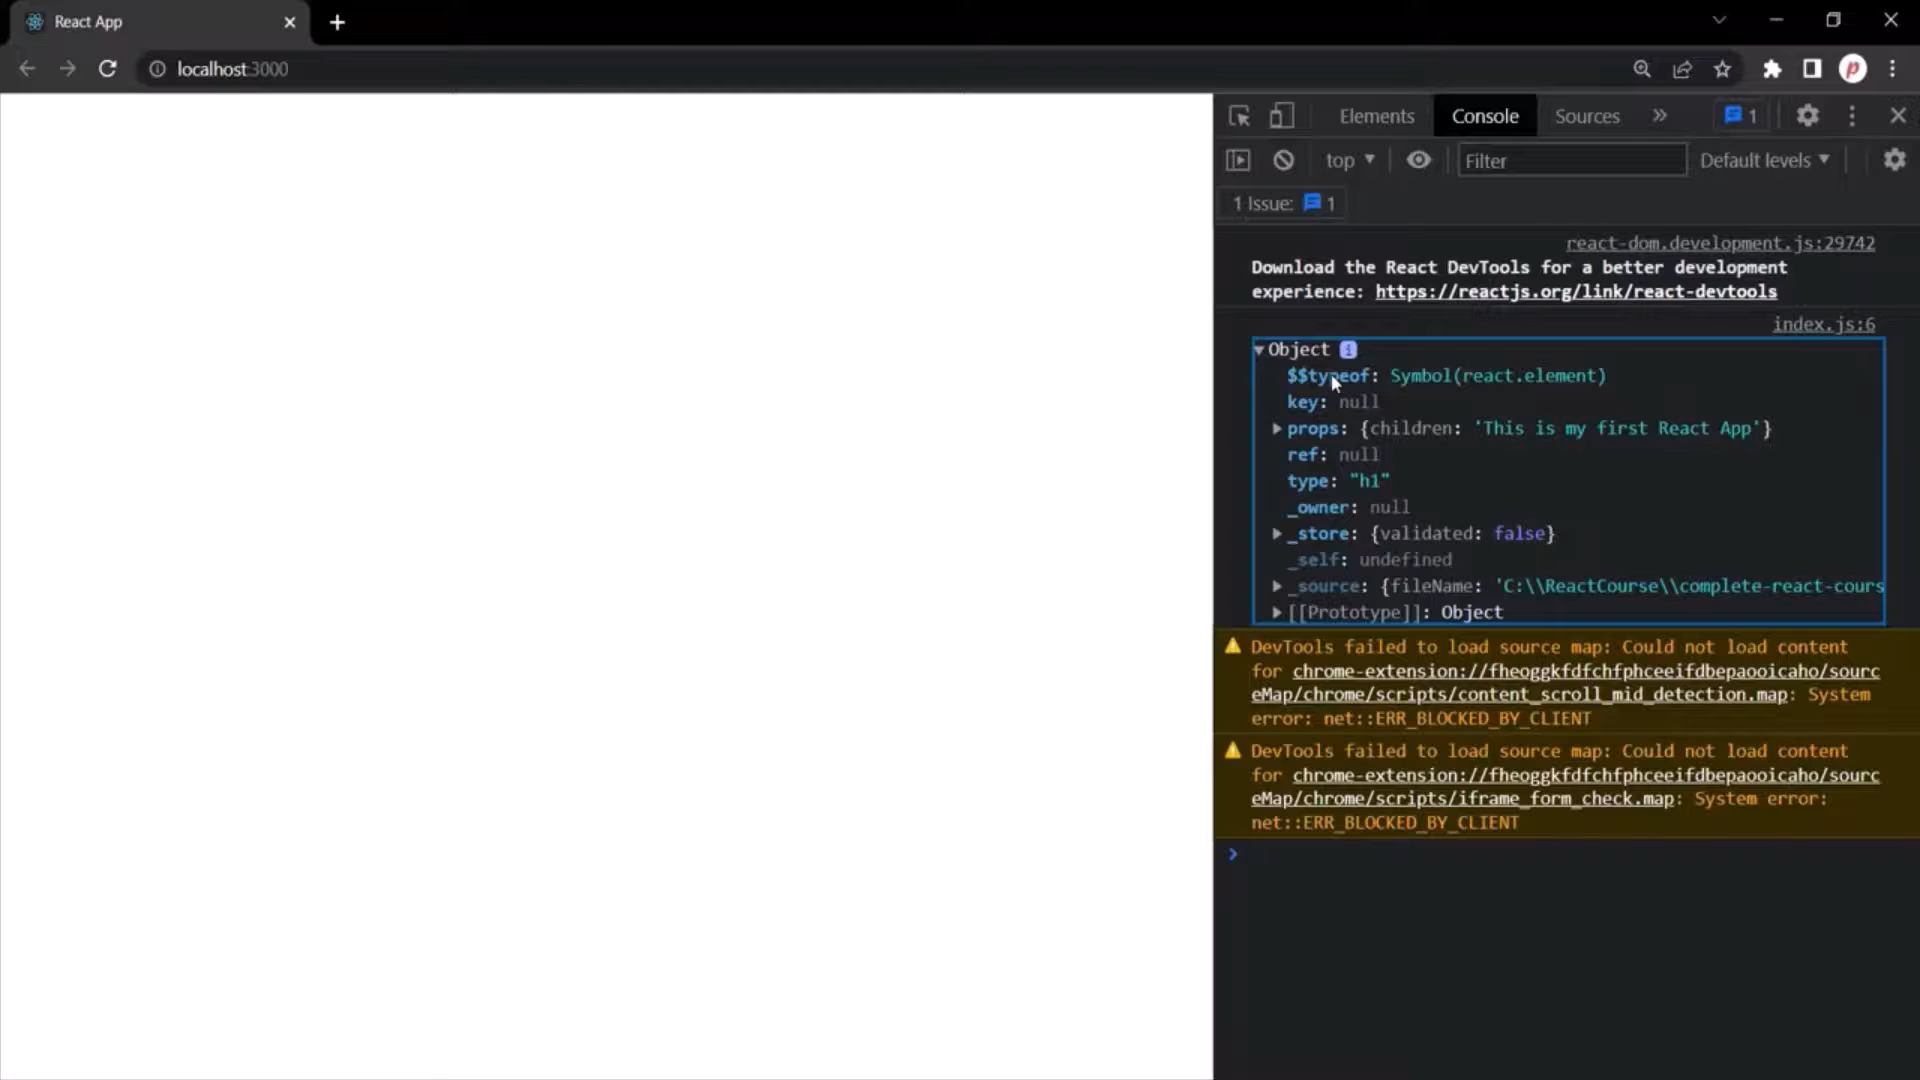 React App
localhost:3000
Elements Console Sources » 1
top Filter Default levels
1 Issue: 1
react-dom.development.js:29742
Download the React DevTools for a better development
experience: https://reactjs.org/link/react-devtools
index.js:6
Object i
$$typeof: Symbol(react.element)
key: null
props: {children: 'This is my first React App'}
ref: null
type: "h1"
_owner: null
_store: {validated: false}
_self: undefined
_source: {fileName: 'C:\\ReactCourse\\complete-react-cours
[[Prototype]]: Object
DevTools failed to load source map: Could not load content
for chrome-extension://fheoggkfdfchfphceeifdbepaooicaho/sourc
eMap/chrome/scripts/content_scroll_mid_detection.map: System
error: net::ERR_BLOCKED_BY_CLIENT
DevTools failed to load source map: Could not load content
for chrome-extension://fheoggkfdfchfphceeifdbepaooicaho/sourc
eMap/chrome/scripts/iframe_form_check.map: System error:
net::ERR_BLOCKED_BY_CLIENT